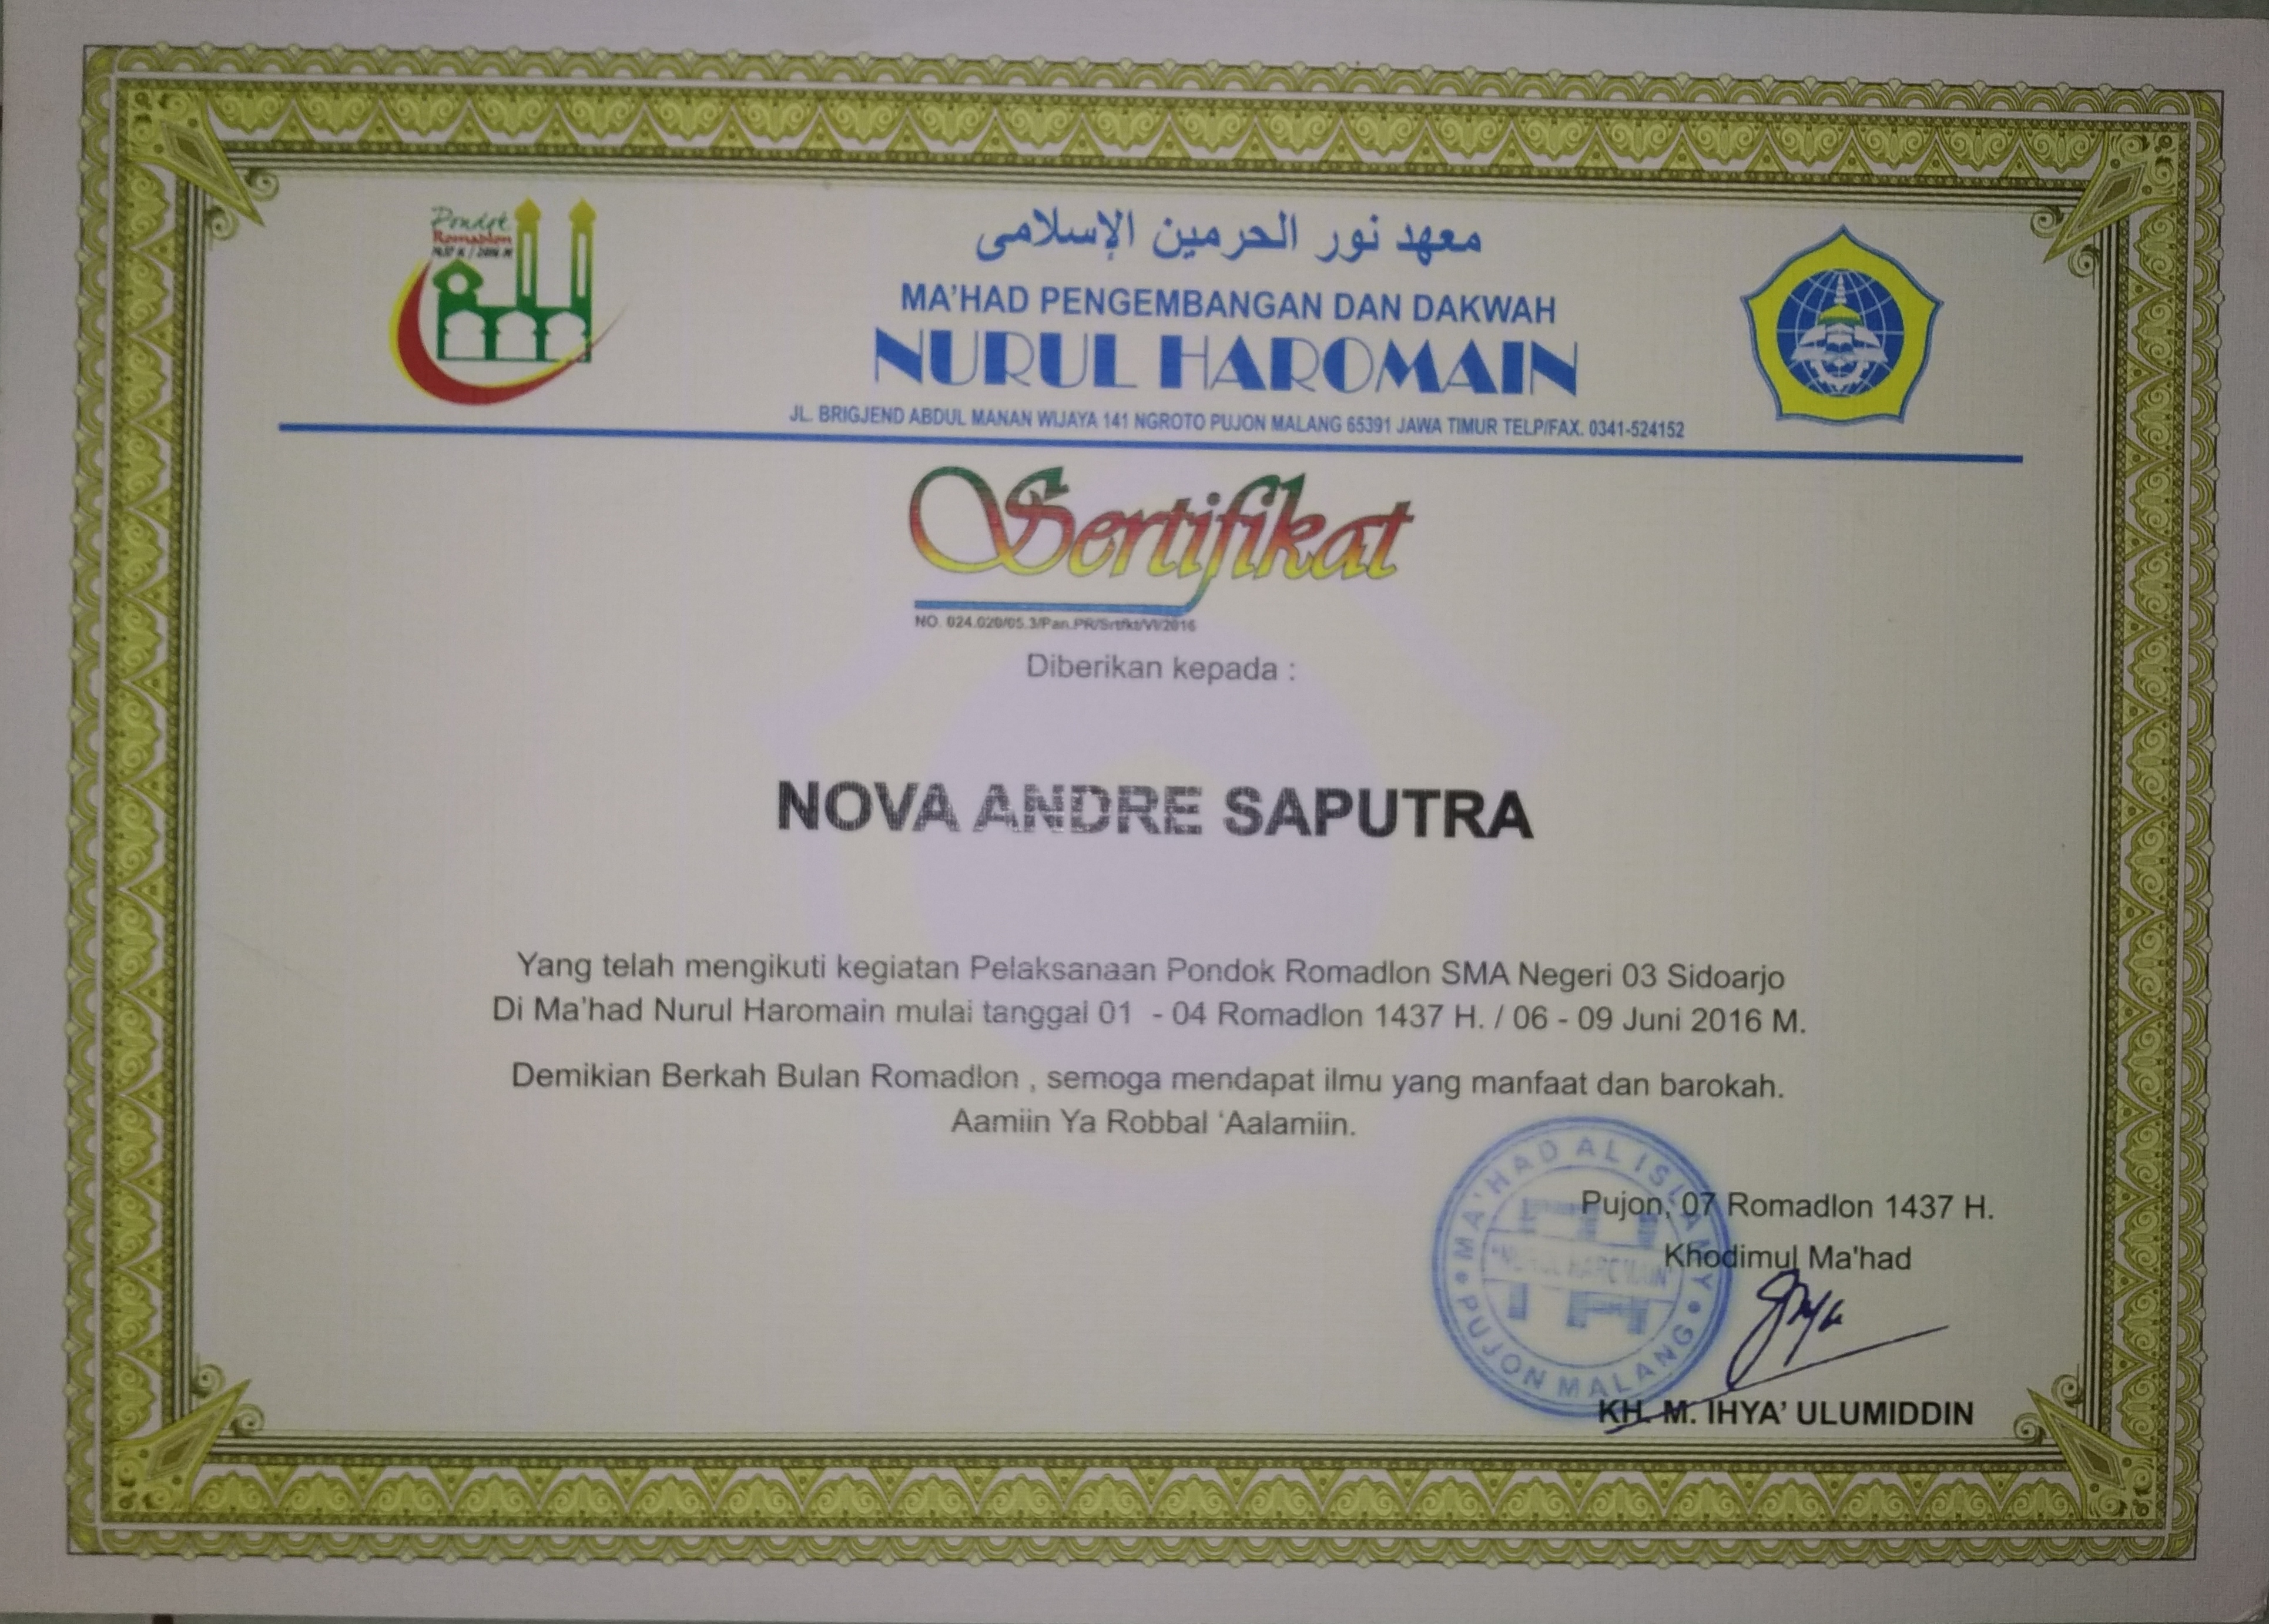 Pondok
Romadlon
1437 H / 2016 M
معهد نور الحرمين الإسلامى
MA'HAD PENGEMBANGAN DAN DAKWAH
NURUL HAROMAIN
JL. BRIGJEND ABDUL MANAN WIJAYA 141 NGROTO PUJON MALANG 65391 JAWA TIMUR TELP/FAX. 0341-524152
Sertifikat
NO. 024.020/05.3/Pan.PR/Srtfkt/VI/2016
Diberikan kepada :
NOVA ANDRE SAPUTRA
Yang telah mengikuti kegiatan Pelaksanaan Pondok Romadlon SMA Negeri 03 Sidoarjo
Di Ma'had Nurul Haromain mulai tanggal 01 - 04 Romadlon 1437 H. / 06 - 09 Juni 2016 M.
Demikian Berkah Bulan Romadlon , semoga mendapat ilmu yang manfaat dan barokah.
Aamiin Ya Robbal ‘Aalamiin.
Pujon, 07 Romadlon 1437 H.
Khodimul Ma'had
MA'HAD AL ISLAMY
"NURUL HAROMAIN"
PUJON MALANG
KH. M. IHYA’ ULUMIDDIN